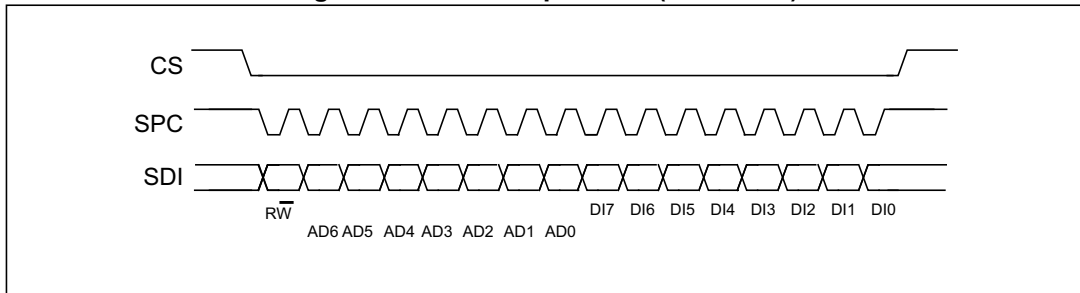 CS
SPC
SDI
RW DI7 DI6 DI5 DI4 DI3 DI2 DI1 DI0
AD6 AD5 AD4 AD3 AD2 AD1 AD0